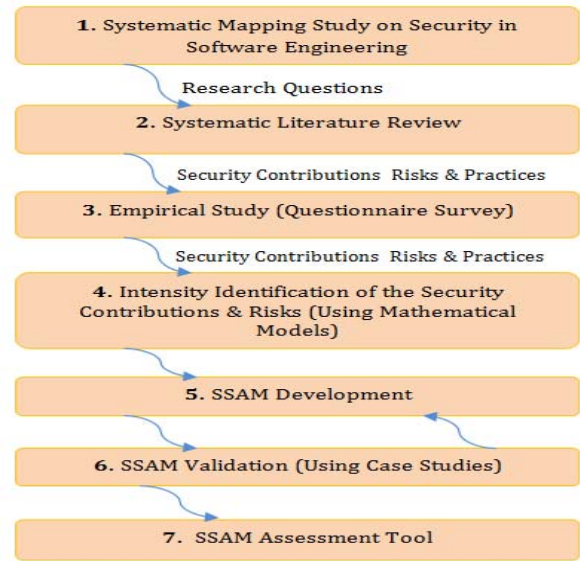 1. Systematic Mapping Study on Security in
Software Engineering
Research Questions
2. Systematic Literature Review
Security Contributions Risks & Practices
3. Empirical Study (Questionnaire Survey)
Security Contributions Risks & Practices
4. Intensity Identification of the Security
Contributions & Risks (Using Mathematical
Models)
5. SSAM Development
6. SSAM Validation (Using Case Studies)
7. SSAM Assessment Tool